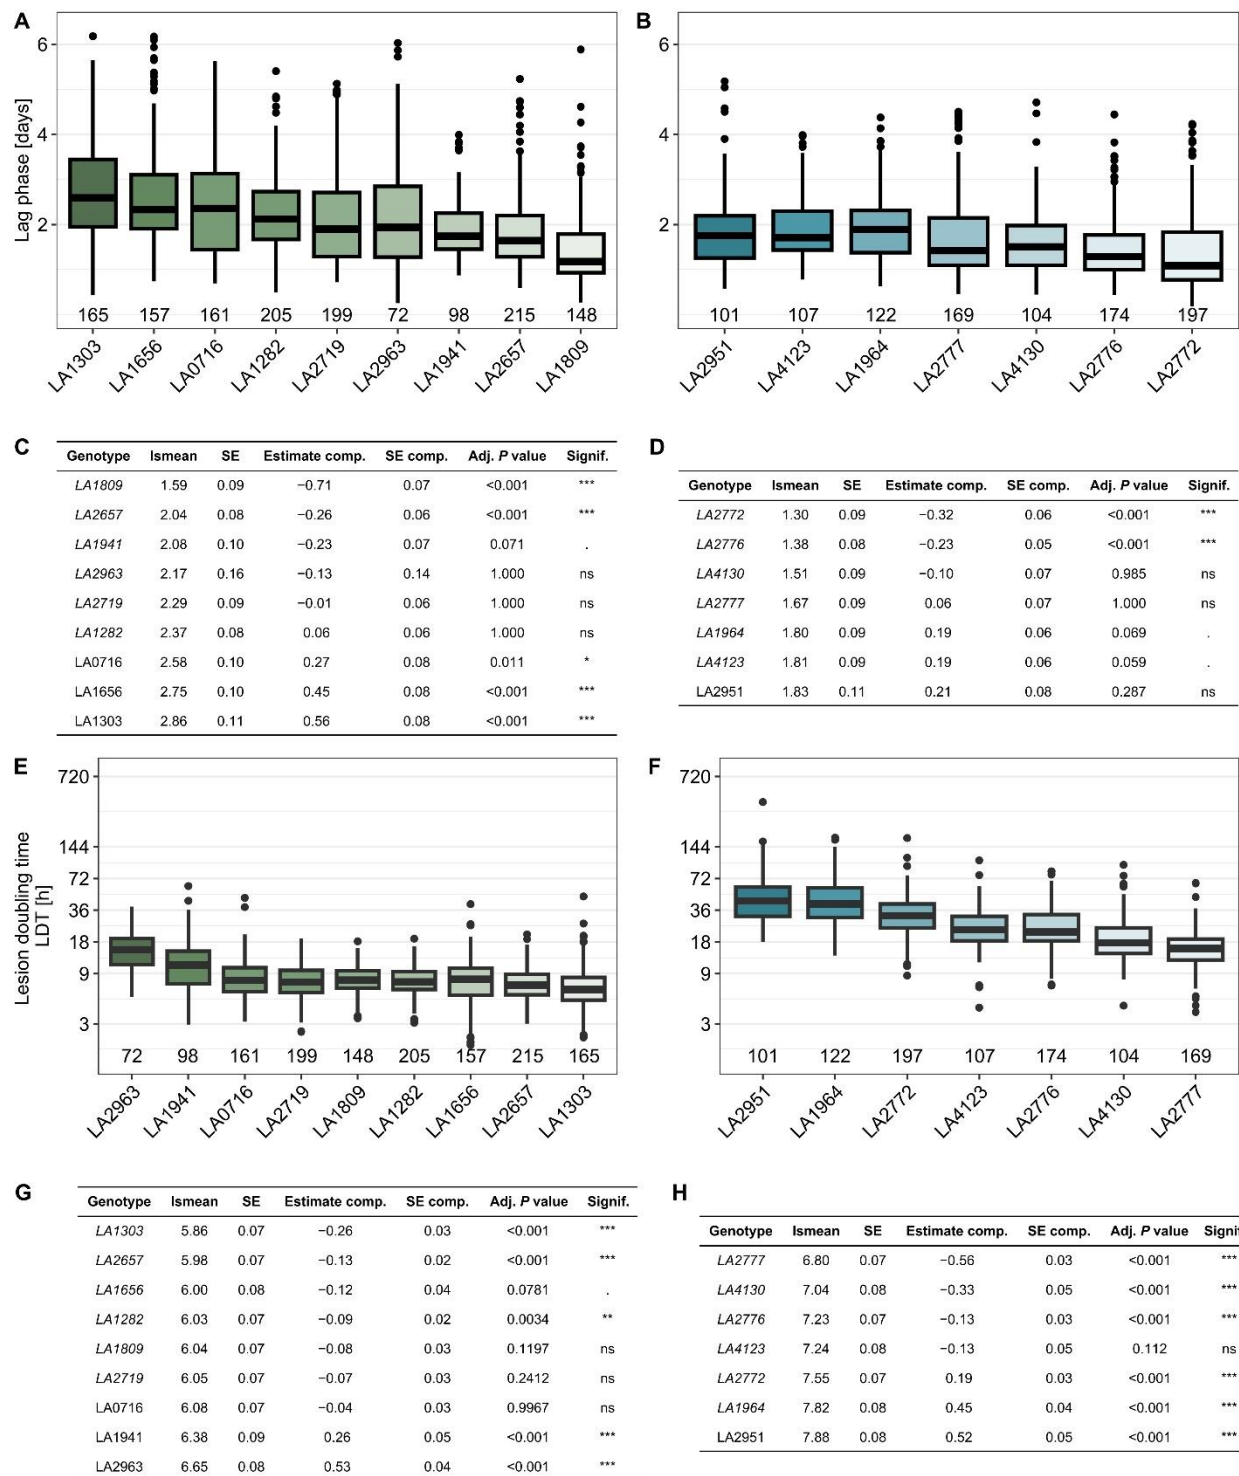 A
B
Lag phase [days]
6
4
2
165 157 161 205 199 72 98 215 148
LA1303 LA1656 LA0716 LA1282 LA2719 LA2963 LA1941 LA2657 LA1809
6
4
2
101 107 122 169 104 174 197
LA2951 LA4123 LA1964 LA2777 LA4130 LA2776 LA2772
C
Genotype lsmean SE Estimate comp. SE comp. Adj. P value Signif.
LA1809 1.59 0.09 −0.71 0.07 <0.001 ***
LA2657 2.04 0.08 −0.26 0.06 <0.001 ***
LA1941 2.08 0.10 −0.23 0.07 0.071 .
LA2963 2.17 0.16 −0.13 0.14 1.000 ns
LA2719 2.29 0.09 −0.01 0.06 1.000 ns
LA1282 2.37 0.08 0.06 0.06 1.000 ns
LA0716 2.58 0.10 0.27 0.08 0.011 *
LA1656 2.75 0.10 0.45 0.08 <0.001 ***
LA1303 2.86 0.11 0.56 0.08 <0.001 ***
D
Genotype lsmean SE Estimate comp. SE comp. Adj. P value Signif.
LA2772 1.30 0.09 −0.32 0.06 <0.001 ***
LA2776 1.38 0.08 −0.23 0.05 <0.001 ***
LA4130 1.51 0.09 −0.10 0.07 0.985 ns
LA2777 1.67 0.09 0.06 0.07 1.000 ns
LA1964 1.80 0.09 0.19 0.06 0.069 .
LA4123 1.81 0.09 0.19 0.06 0.059 .
LA2951 1.83 0.11 0.21 0.08 0.287 ns
E
Lesion doubling time
LDT [h]
720
144
72
36
18
9
3
72 98 161 199 148 205 157 215 165
LA2963 LA1941 LA0716 LA2719 LA1809 LA1282 LA1656 LA2657 LA1303
F
720
144
72
36
18
9
3
101 122 197 107 174 104 169
LA2951 LA1964 LA2772 LA4123 LA2776 LA4130 LA2777
G
Genotype lsmean SE Estimate comp. SE comp. Adj. P value Signif.
LA1303 5.86 0.07 −0.26 0.03 <0.001 ***
LA2657 5.98 0.07 −0.13 0.02 <0.001 ***
LA1656 6.00 0.08 −0.12 0.04 0.0781 .
LA1282 6.03 0.07 −0.09 0.02 0.0034 **
LA1809 6.04 0.07 −0.08 0.03 0.1197 ns
LA2719 6.05 0.07 −0.07 0.03 0.2412 ns
LA0716 6.08 0.07 −0.04 0.03 0.9967 ns
LA1941 6.38 0.09 0.26 0.05 <0.001 ***
LA2963 6.65 0.08 0.53 0.04 <0.001 ***
H
Genotype lsmean SE Estimate comp. SE comp. Adj. P value Signif
LA2777 6.80 0.07 −0.56 0.03 <0.001 ***
LA4130 7.04 0.08 −0.33 0.05 <0.001 ***
LA2776 7.23 0.07 −0.13 0.03 <0.001 ***
LA4123 7.24 0.08 −0.13 0.05 0.112 ns
LA2772 7.55 0.07 0.19 0.03 <0.001 ***
LA1964 7.82 0.08 0.45 0.04 <0.001 ***
LA2951 7.88 0.08 0.52 0.05 <0.001 ***